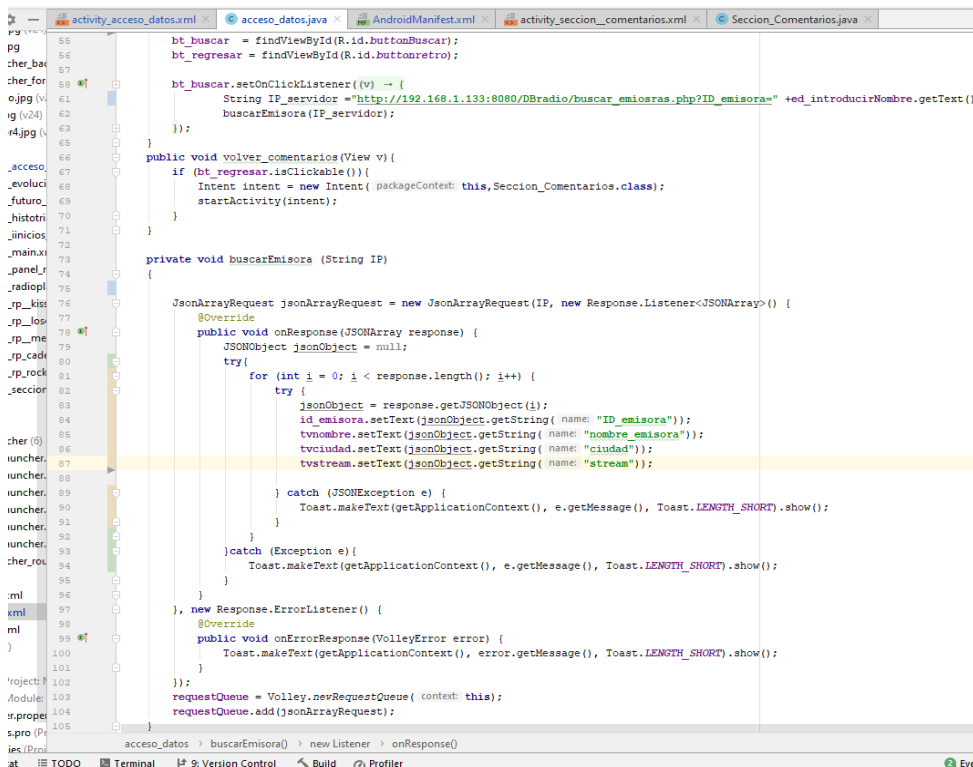 activity_acceso_datos.xml × acceso_datos.java × AndroidManifest.xml × activity_seccion__comentarios.xml × Seccion_Comentarios.java ×
55 bt_buscar = findViewById(R.id.buttonBuscar);
56 bt_regresar = findViewById(R.id.buttonretro);
57
58 bt_buscar.setOnClickListener((v) → {
61 String IP_servidor ="http://192.168.1.133:8080/DBradio/buscar_emiosras.php?ID_emisora=" +ed_introducirNombre.getText()
62 buscarEmisora(IP_servidor);
63 });
65 }
66 public void volver_comentarios(View v){
67 if (bt_regresar.isClickable()){
68 Intent intent = new Intent( packageContext: this,Seccion_Comentarios.class);
69 startActivity(intent);
70 }
71 }
72
73 private void buscarEmisora (String IP)
74 {
75
76 JsonArrayRequest jsonArrayRequest = new JsonArrayRequest(IP, new Response.Listener<JSONArray>() {
77 @Override
78 public void onResponse(JSONArray response) {
79 JSONObject jsonObject = null;
80 try{
81 for (int i = 0; i < response.length(); i++) {
82 try {
83 jsonObject = response.getJSONObject(i);
84 id_emisora.setText(jsonObject.getString( name: "ID_emisora"));
85 tvnombre.setText(jsonObject.getString( name: "nombre_emisora"));
86 tvciudad.setText(jsonObject.getString( name: "ciudad"));
87 tvstream.setText(jsonObject.getString( name: "stream"));
88
89 } catch (JSONException e) {
90 Toast.makeText(getApplicationContext(), e.getMessage(), Toast.LENGTH_SHORT).show();
91 }
92 }
93 }catch (Exception e){
94 Toast.makeText(getApplicationContext(), e.getMessage(), Toast.LENGTH_SHORT).show();
95 }
96 }
97 }, new Response.ErrorListener() {
98 @Override
99 public void onErrorResponse(VolleyError error) {
100 Toast.makeText(getApplicationContext(), error.getMessage(), Toast.LENGTH_SHORT).show();
101 }
102 });
103 requestQueue = Volley.newRequestQueue( context: this);
104 requestQueue.add(jsonArrayRequest);
105 }
acceso_datos › buscarEmisora() › new Listener › onResponse()
TODO Terminal 9: Version Control Build Profiler 2 Eve